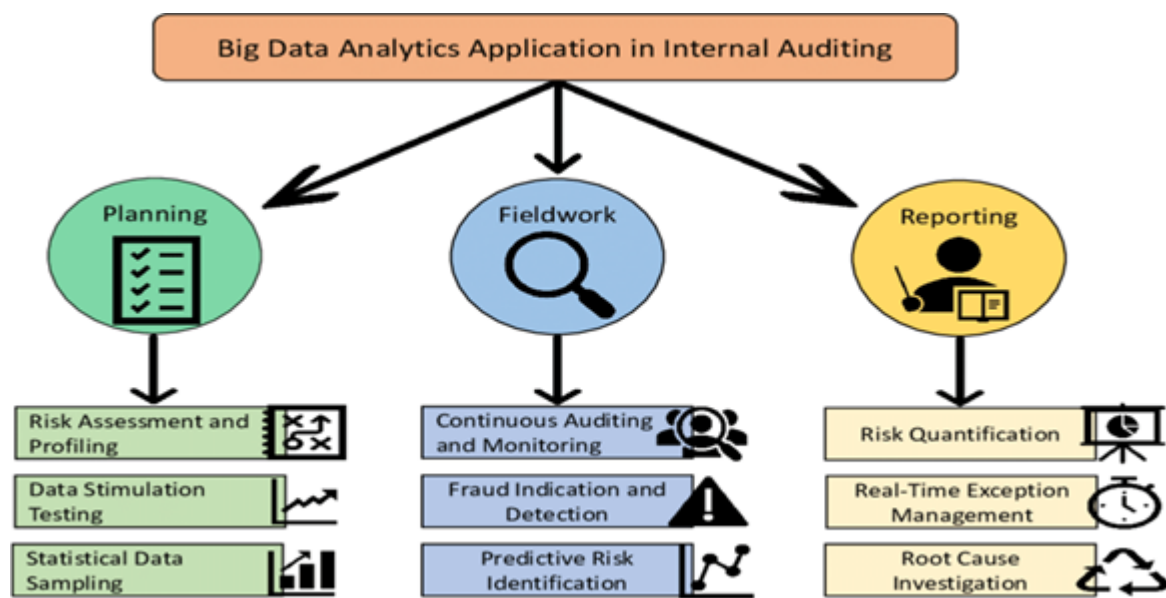 Big Data Analytics Application in Internal Auditing
Planning
Fieldwork
Reporting
Risk Assessment and
Profiling
Data Stimulation
Testing
Statistical Data
Sampling
Continuous Auditing
and Monitoring
Fraud Indication and
Detection
Predictive Risk
Identification
Risk Quantification
Real-Time Exception
Management
Root Cause
Investigation